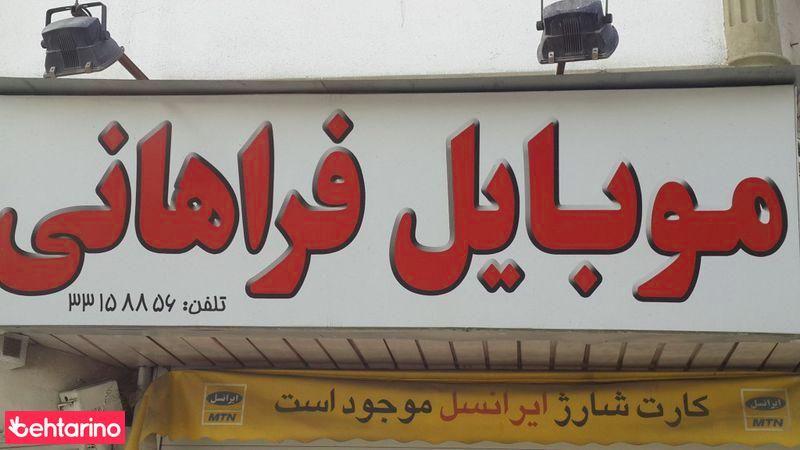 موبایل فراهانی
تلفن: ۳۳۱۵۸۸۵۶
ایرانسل
MTN
کارت شارژ ایرانسل موجود است
ایرانسل
MTN
behtarino